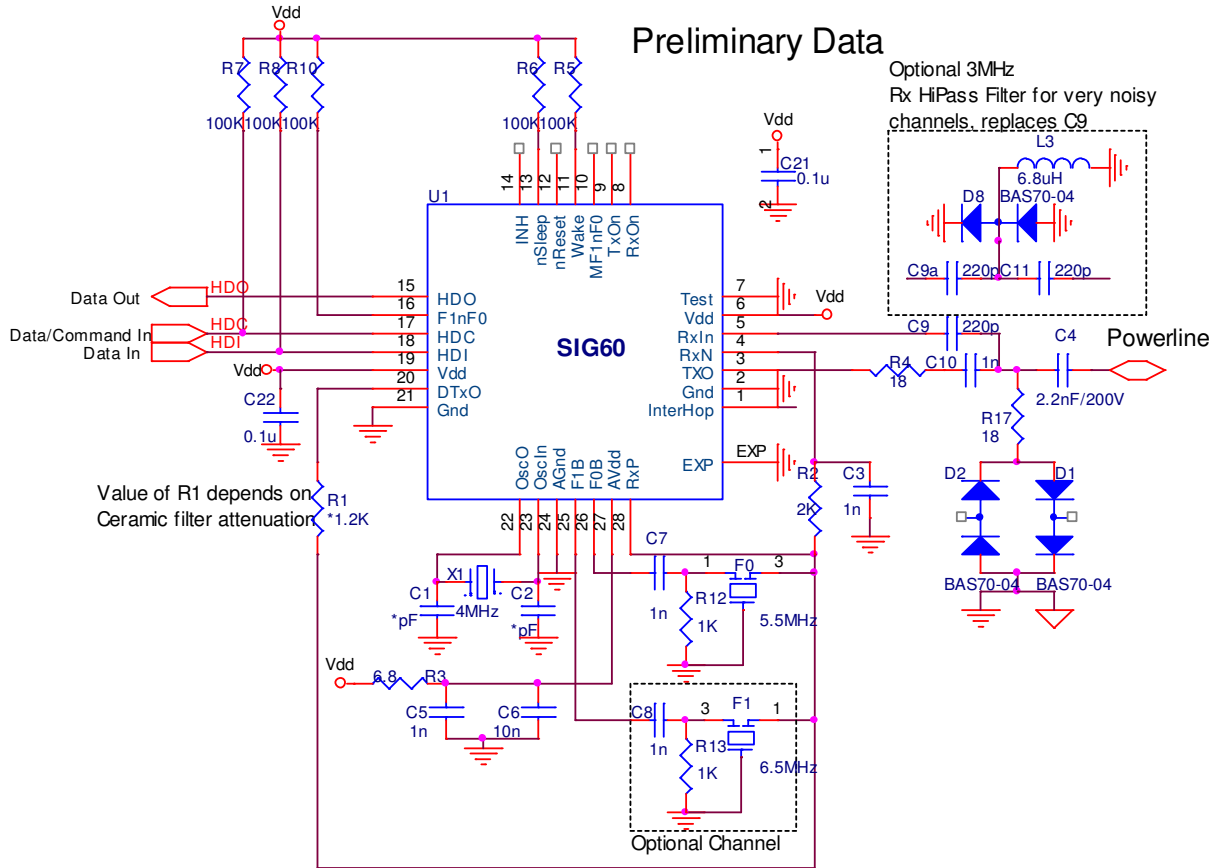 Vdd
Preliminary Data
R7
R8
R10
R6
R5
100K
100K
100K
100K
100K
Optional 3MHz
Rx HiPass Filter for very noisy
channels, replaces C9
L3
6.8uH
D8
BAS70-04
C9a
220p
C11
220p
Vdd
1
C21
0.1u
2
U1
14
13
12
11
10
9
8
INH
nSleep
nReset
Wake
MF1nF0
TxOn
RxOn
Data Out
HDO
15
HDO
16
F1nF0
Data/Command In
HDC
17
HDC
Data In
HDI
18
HDI
Vdd
19
Vdd
20
DTxO
21
Gnd
SIG60
Test
7
Vdd
6
Vdd
RxIn
5
RxN
4
TXO
3
Gnd
2
InterHop
1
EXP
EXP
C9
220p
R4
18
C10
1n
C4
2.2nF/200V
Powerline
R17
18
D2
D1
BAS70-04
BAS70-04
C22
0.1u
OscO
OscIn
AGnd
F1B
F0B
AVdd
RxP
22
23
24
25
26
27
28
R2
2K
C3
1n
Value of R1 depends on
Ceramic filter attenuation
R1
*1.2K
C1
*pF
X1
4MHz
C2
*pF
C7
1n
1
F0
3
R12
1K
5.5MHz
Vdd
6.8
R3
C5
1n
C6
10n
C8
1n
3
F1
1
R13
1K
6.5MHz
Optional Channel